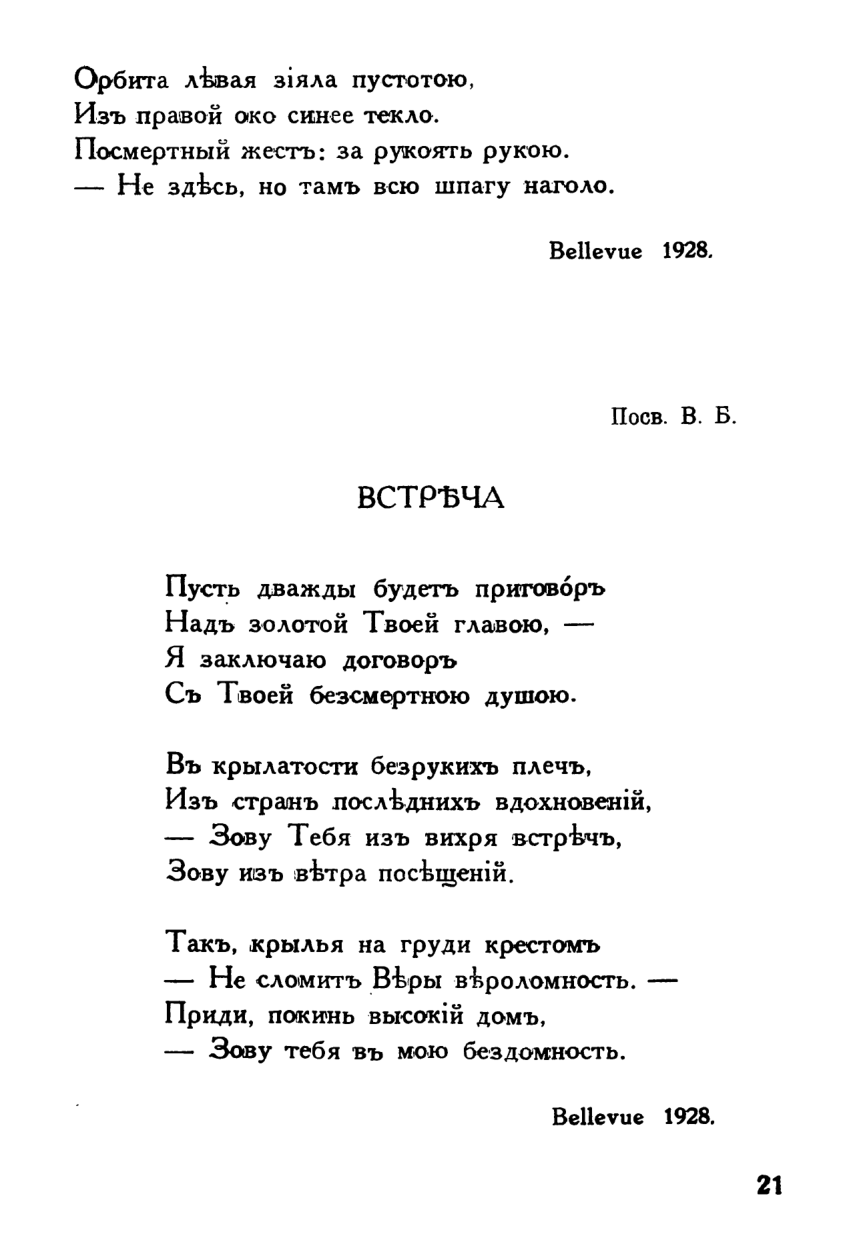 Орбита лѣвая зіяла пустотою,
Изъ правой око синее текло.
Посмертный жестъ: за рукоять рукою.
— Не здѣсь, но тамъ всю шпагу наголо.
Bellevue 1928.
Посв. В. Б.
ВСТРѢЧА
Пусть дважды будетъ приговóръ
Надъ золотой Твоей главою, —
Я заключаю договоръ
Съ Твоей безсмертною душою.
Въ крылатости безрукихъ плечъ,
Изъ странъ послѣднихъ вдохновеній,
— Зову Тебя изъ вихря встрѣчъ,
Зову изъ вѣтра посѣщеній.
Такъ, крылья на груди крестомъ
— Не сломитъ Вѣры вѣроломность. —
Приди, покинь высокій домъ,
— Зову тебя въ мою бездомность.
Bellevue 1928.
21